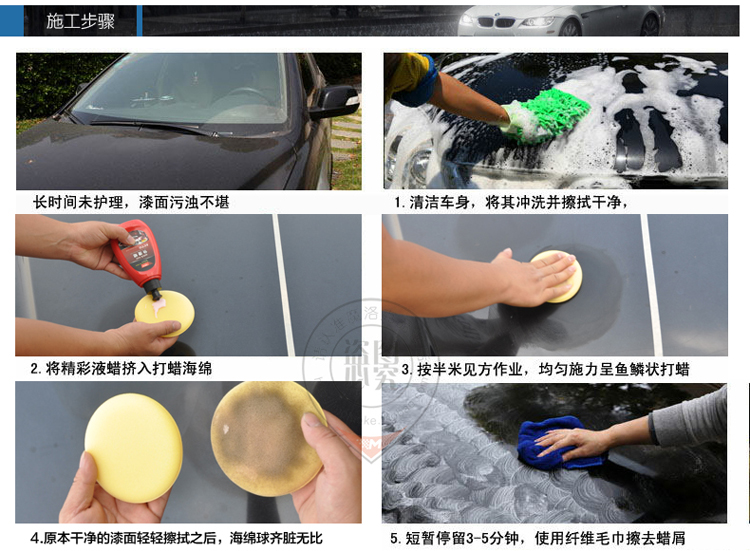 施工步骤
长时间未护理，漆面污浊不堪
1.清洁车身，将其冲洗并擦拭干净，
2.将精彩液蜡挤入打蜡海绵
3.按半米见方作业，均匀施力呈鱼鳞状打蜡
4.原本干净的漆面轻轻擦拭之后，海绵球齐脏无比
5.短暂停留3-5分钟，使用纤维毛巾擦去蜡屑